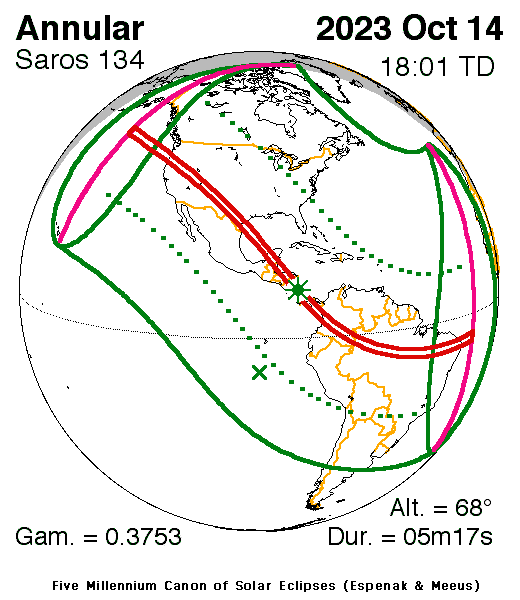 Annular 2023 Oct 14
Saros 134 18:01 TD
Alt. = 68°
Gam. = 0.3753 Dur. = 05m17s
Five Millennium Canon of Solar Eclipses (Espenak & Meeus)